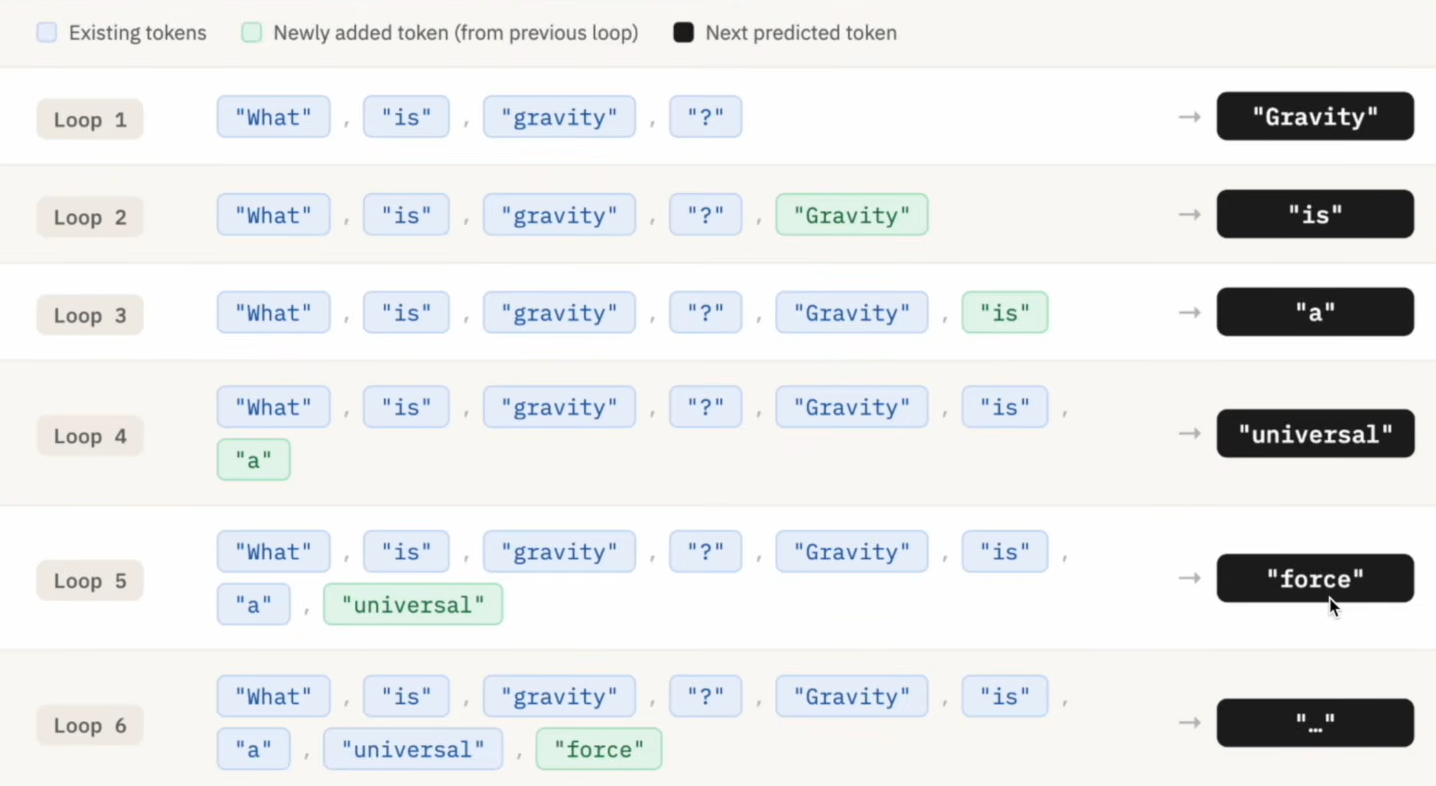 Existing tokens Newly added token (from previous loop) Next predicted token
Loop 1 "What" , "is" , "gravity" , "?" → "Gravity"
Loop 2 "What" , "is" , "gravity" , "?" , "Gravity" → "is"
Loop 3 "What" , "is" , "gravity" , "?" , "Gravity" , "is" → "a"
Loop 4 "What" , "is" , "gravity" , "?" , "Gravity" , "is" ,
"a" → "universal"
Loop 5 "What" , "is" , "gravity" , "?" , "Gravity" , "is" ,
"a" , "universal" → "force"
Loop 6 "What" , "is" , "gravity" , "?" , "Gravity" , "is" ,
"a" , "universal" , "force" → "…"